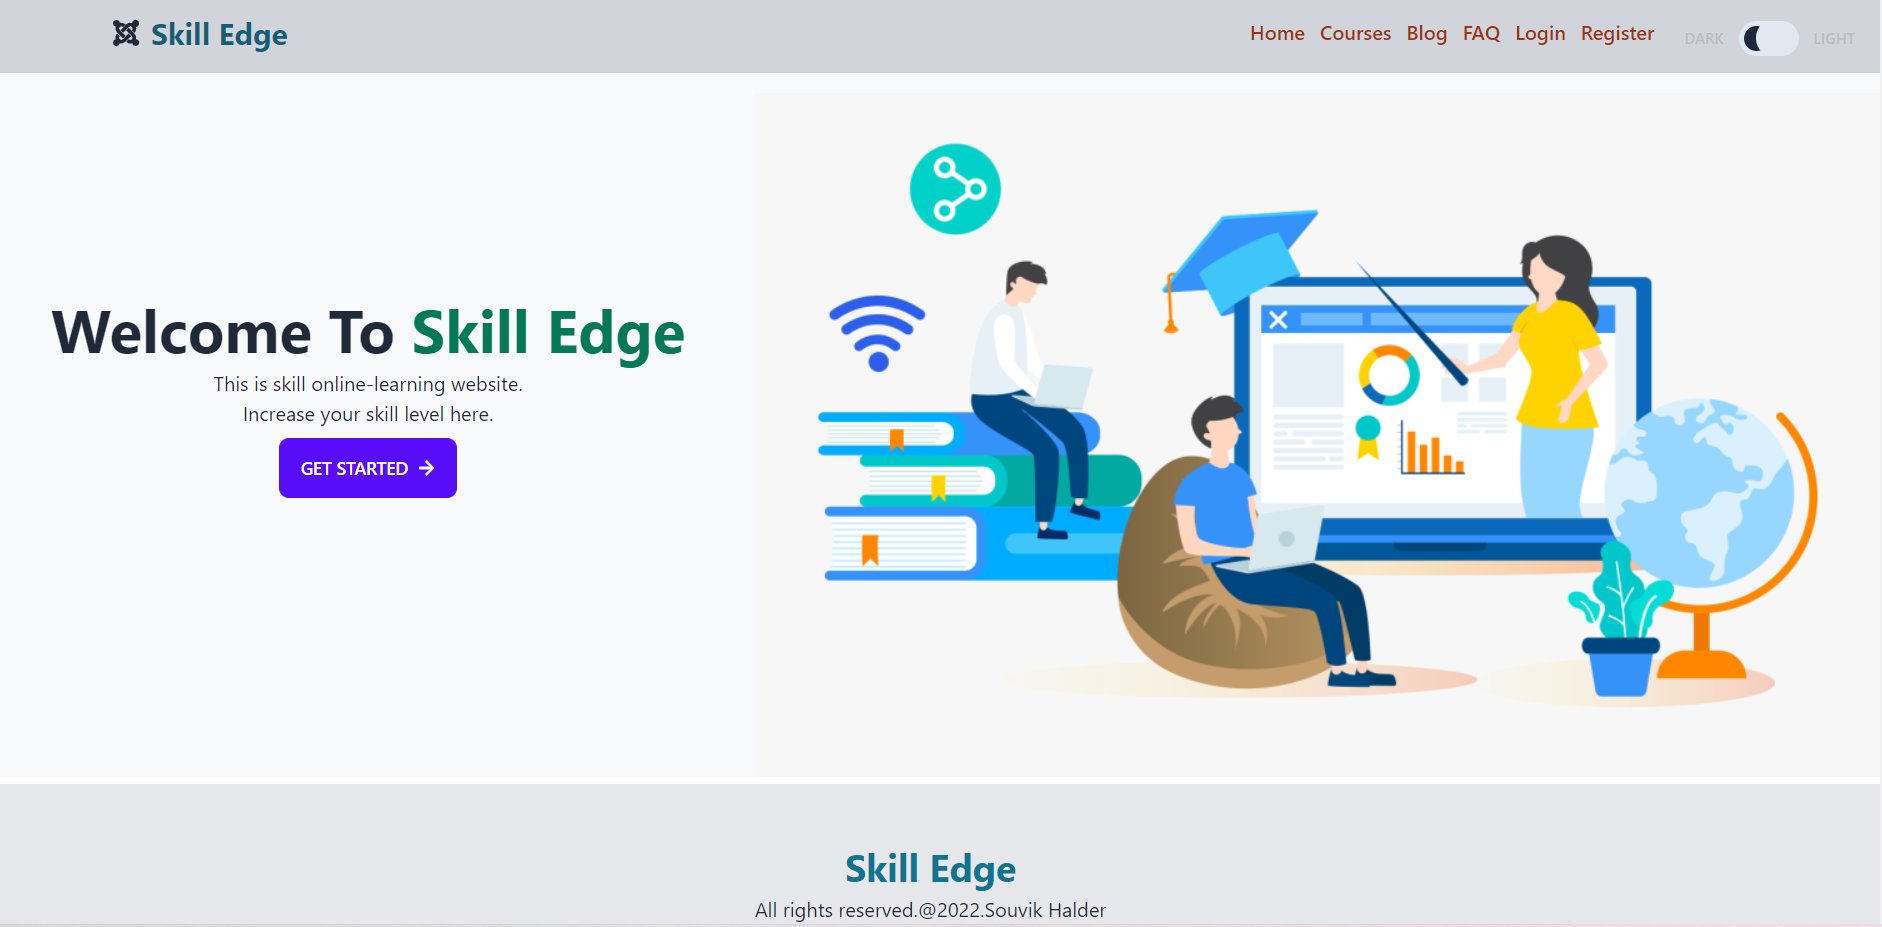 Skill Edge
Home Courses Blog FAQ Login Register DARK LIGHT
Welcome To Skill Edge
This is skill online-learning website.
Increase your skill level here.
GET STARTED
Skill Edge
All rights reserved.@2022.Souvik Halder